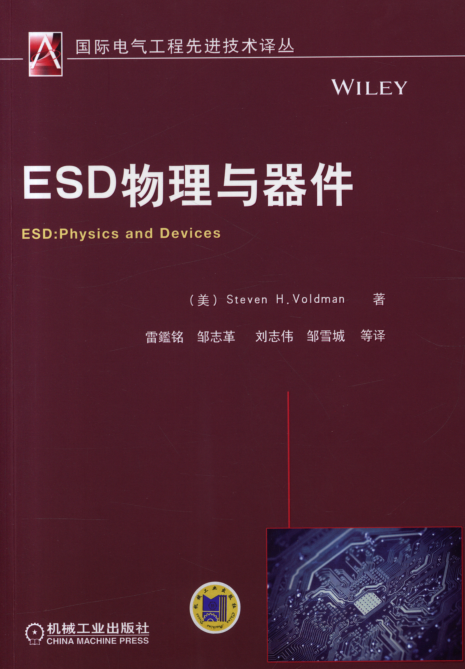 国际电气工程先进技术译丛
WILEY
ESD物理与器件
ESD:Physics and Devices
(美) Steven H.Voldman 著
雷鑑铭 邹志革 刘志伟 邹雪城 等译
机械工业出版社
CHINA MACHINE PRESS